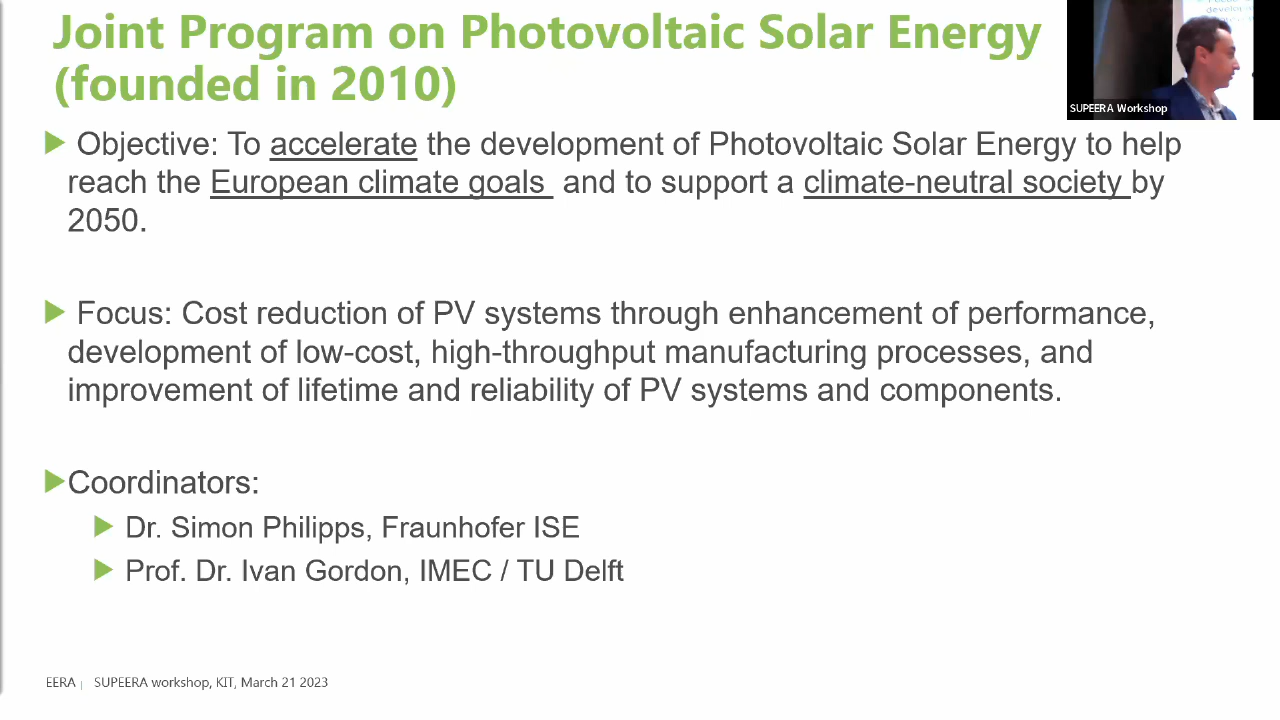 Joint Program on Photovoltaic Solar Energy
(founded in 2010)
SUPEERA Workshop
Objective: To accelerate the development of Photovoltaic Solar Energy to help
reach the European climate goals and to support a climate-neutral society by
2050.
Focus: Cost reduction of PV systems through enhancement of performance,
development of low-cost, high-throughput manufacturing processes, and
improvement of lifetime and reliability of PV systems and components.
Coordinators:
Dr. Simon Philipps, Fraunhofer ISE
Prof. Dr. Ivan Gordon, IMEC / TU Delft
EERA | SUPEERA workshop, KIT, March 21 2023